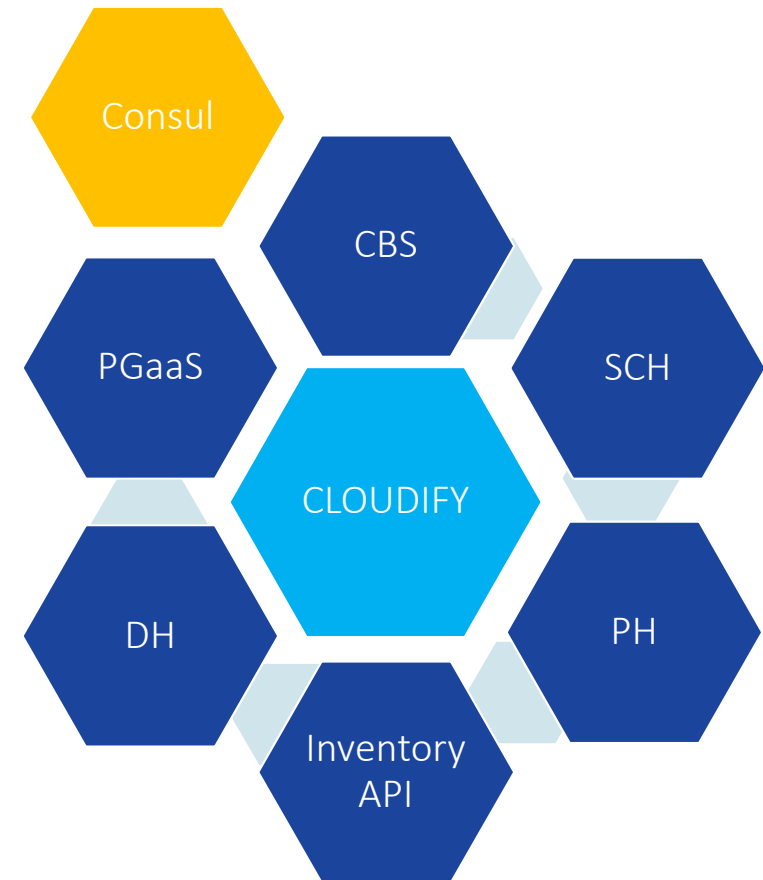 Consul
CBS
PGaaS
SCH
CLOUDIFY
DH
PH
Inventory
API